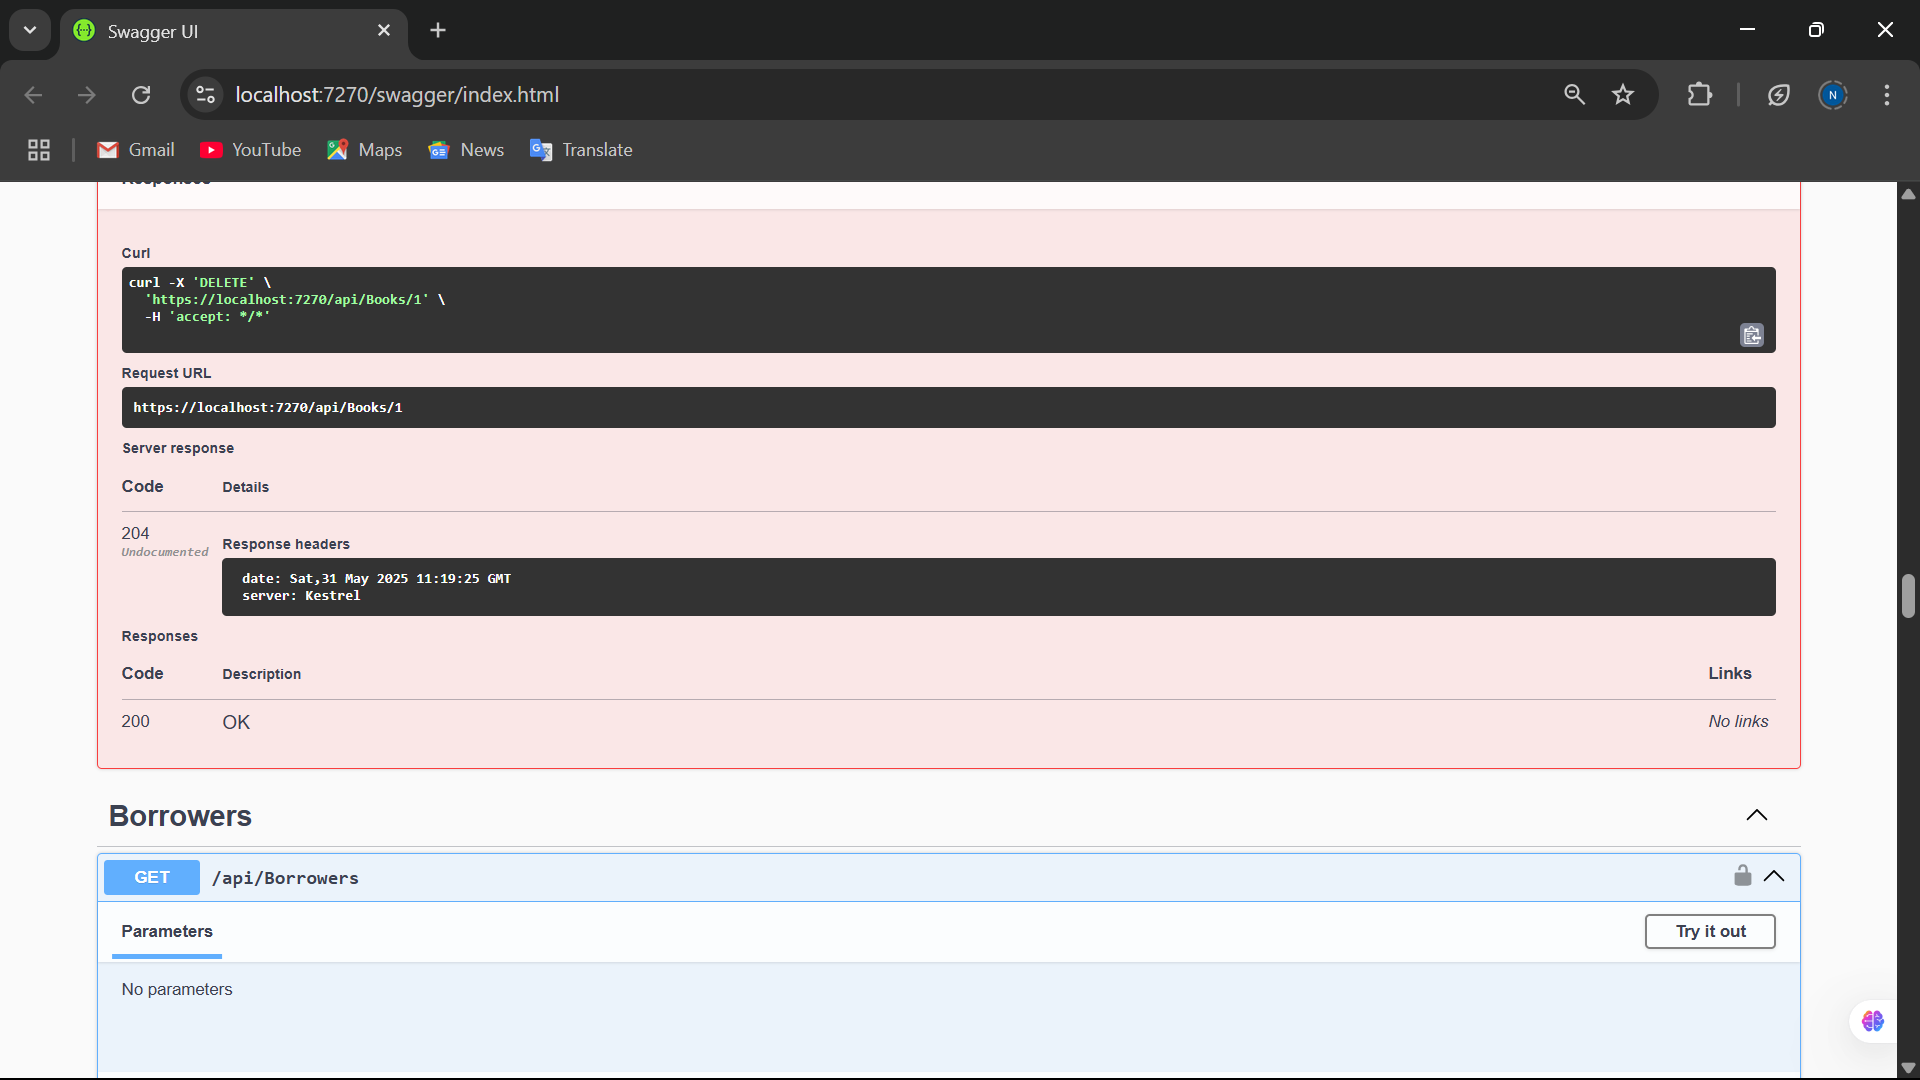 Swagger UI
localhost:7270/swagger/index.html
N
Gmail
YouTube
Maps
News
Translate
Responses
Curl
curl -X 'DELETE' \
'https://localhost:7270/api/Books/1' \
-H 'accept: */*'
Request URL
https://localhost:7270/api/Books/1
Server response
Code Details
204
Undocumented
Response headers
date: Sat,31 May 2025 11:19:25 GMT
server: Kestrel
Responses
Code Description Links
200 OK No links
Borrowers
GET /api/Borrowers
Parameters Try it out
No parameters